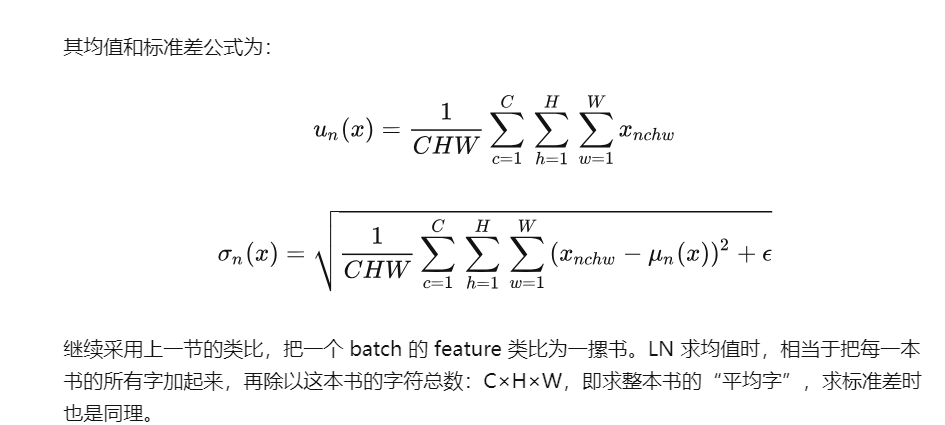 其均值和标准差公式为:
u_n(x) = \frac{1}{CHW} \sum_{c=1}^{C} \sum_{h=1}^{H} \sum_{w=1}^{W} x_{nchw}
σ_n(x) = \sqrt{\frac{1}{CHW} \sum_{c=1}^{C} \sum_{h=1}^{H} \sum_{w=1}^{W} (x_{nchw} − μ_n(x))^2 + ϵ}
继续采用上一节的类比，把一个 batch 的 feature 类比为一摞书。LN 求均值时，相当于把每一本
书的所有字加起来，再除以这本书的字符总数：C×H×W，即求整本书的“平均字”，求标准差时
也是同理。